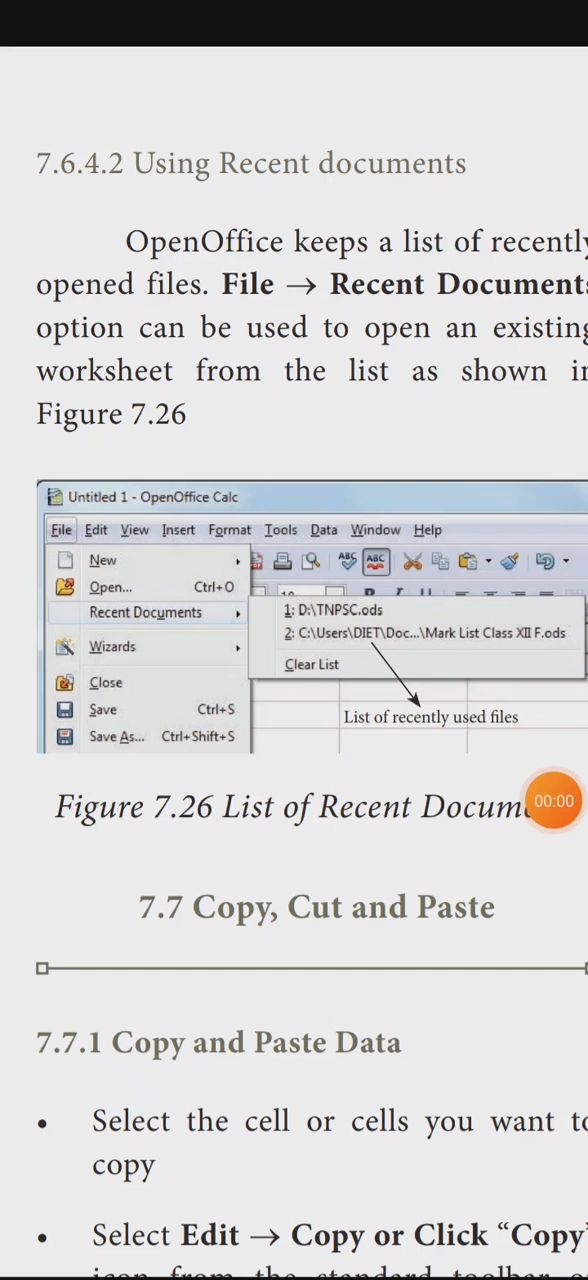 7.6.4.2 Using Recent documents
OpenOffice keeps a list of recently
opened files. File → Recent Documents
option can be used to open an existing
worksheet from the list as shown in
Figure 7.26
Untitled 1 - OpenOffice Calc
File Edit View Insert Format Tools Data Window Help
New
Open... Ctrl+O
Recent Documents
1: D:\TNPSC.ods
2: C:\Users\DIET\Doc...\Mark List Class XII F.ods
Wizards
Clear List
Close
Save Ctrl+S
List of recently used files
Save As... Ctrl+Shift+S
Figure 7.26 List of Recent Docum
00:00
7.7 Copy, Cut and Paste
7.7.1 Copy and Paste Data
• Select the cell or cells you want to
copy
• Select Edit → Copy or Click “Copy”
icon from the standard toolbar